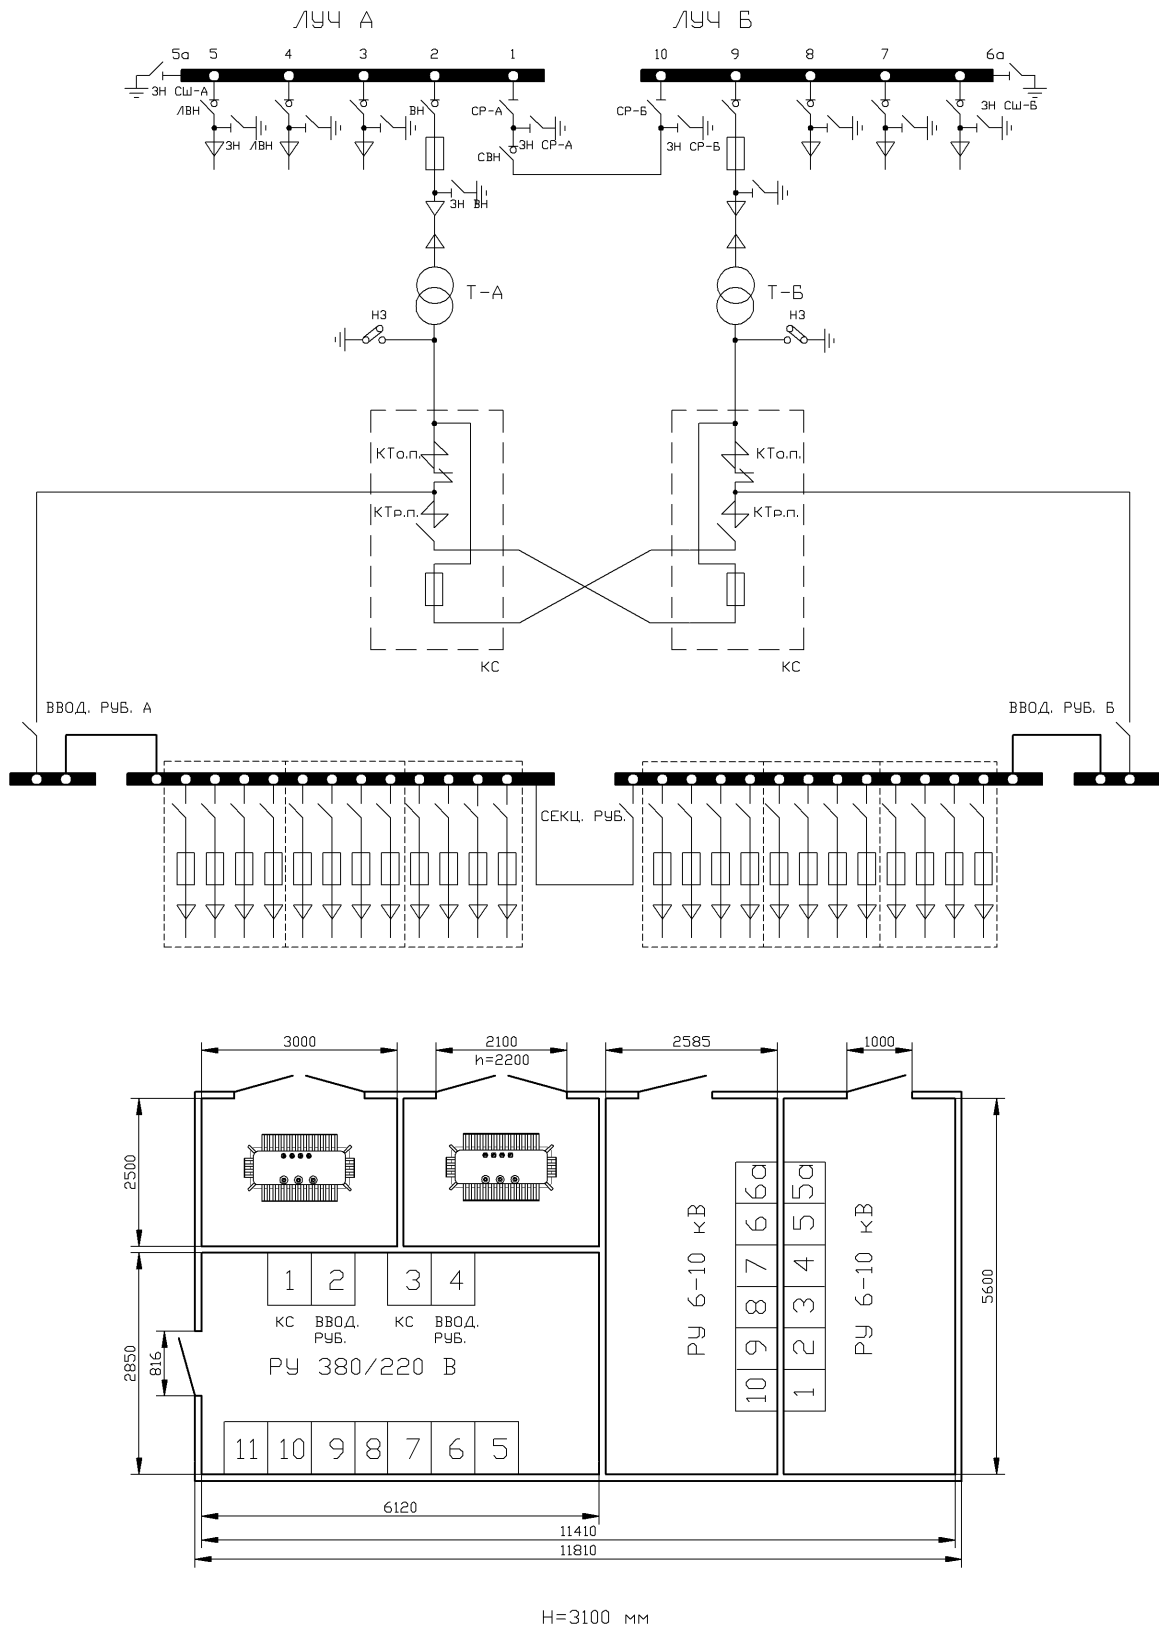 ЛУЧ А ЛУЧ Б
5а 5 4 3 2 1 10 9 8 7 6а
ЗН СШ-А ЗН СШ-Б
ЛВН ВН СР-А СР-Б
ЗН ЛВН ЗН СР-А ЗН СР-Б
СВН
ЗН ВН
Т-А Т-Б
НЗ НЗ
КТо.п. КТо.п.
КТр.п. КТр.п.
КС КС
ВВОД. РУБ. А ВВОД. РУБ. Б
СЕКЦ. РУБ.
3000 2100 2585 1000
h=2200
2500
6а 5а
6 5
7 4
8 3
9 2
10 1
РУ 6-10 кВ РУ 6-10 кВ
5600
1 2 3 4
КС ВВОД. КС ВВОД.
РУБ. РУБ.
2850
816
РУ 380/220 В
11 10 9 8 7 6 5
6120
11410
11810
Н=3100 мм